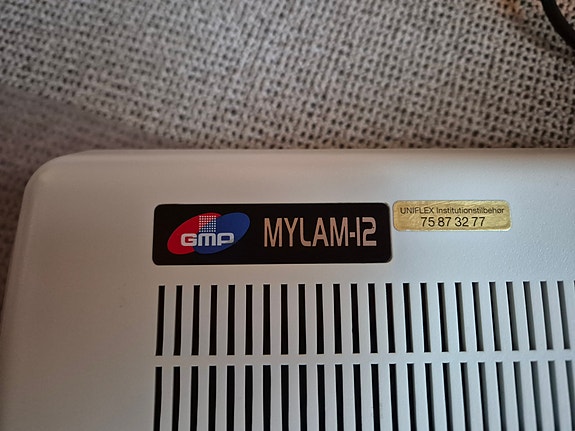 GMP
MYLAM-12
UNIFLEX Institutionstilbehør
75 87 32 77